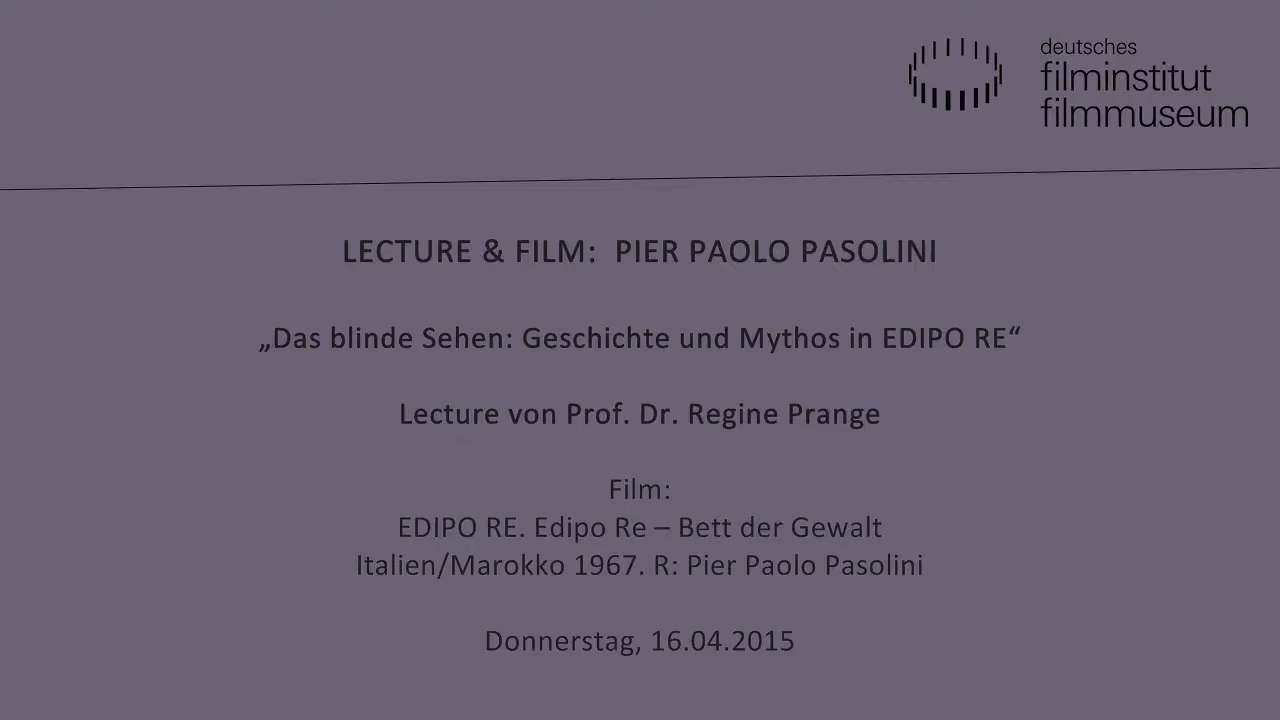 deutsches
filminstitut
filmmuseum
LECTURE & FILM: PIER PAOLO PASOLINI
„Das blinde Sehen: Geschichte und Mythos in EDIPO RE“
Lecture von Prof. Dr. Regine Prange
Film:
EDIPO RE. Edipo Re – Bett der Gewalt
Italien/Marokko 1967. R: Pier Paolo Pasolini
Donnerstag, 16.04.2015